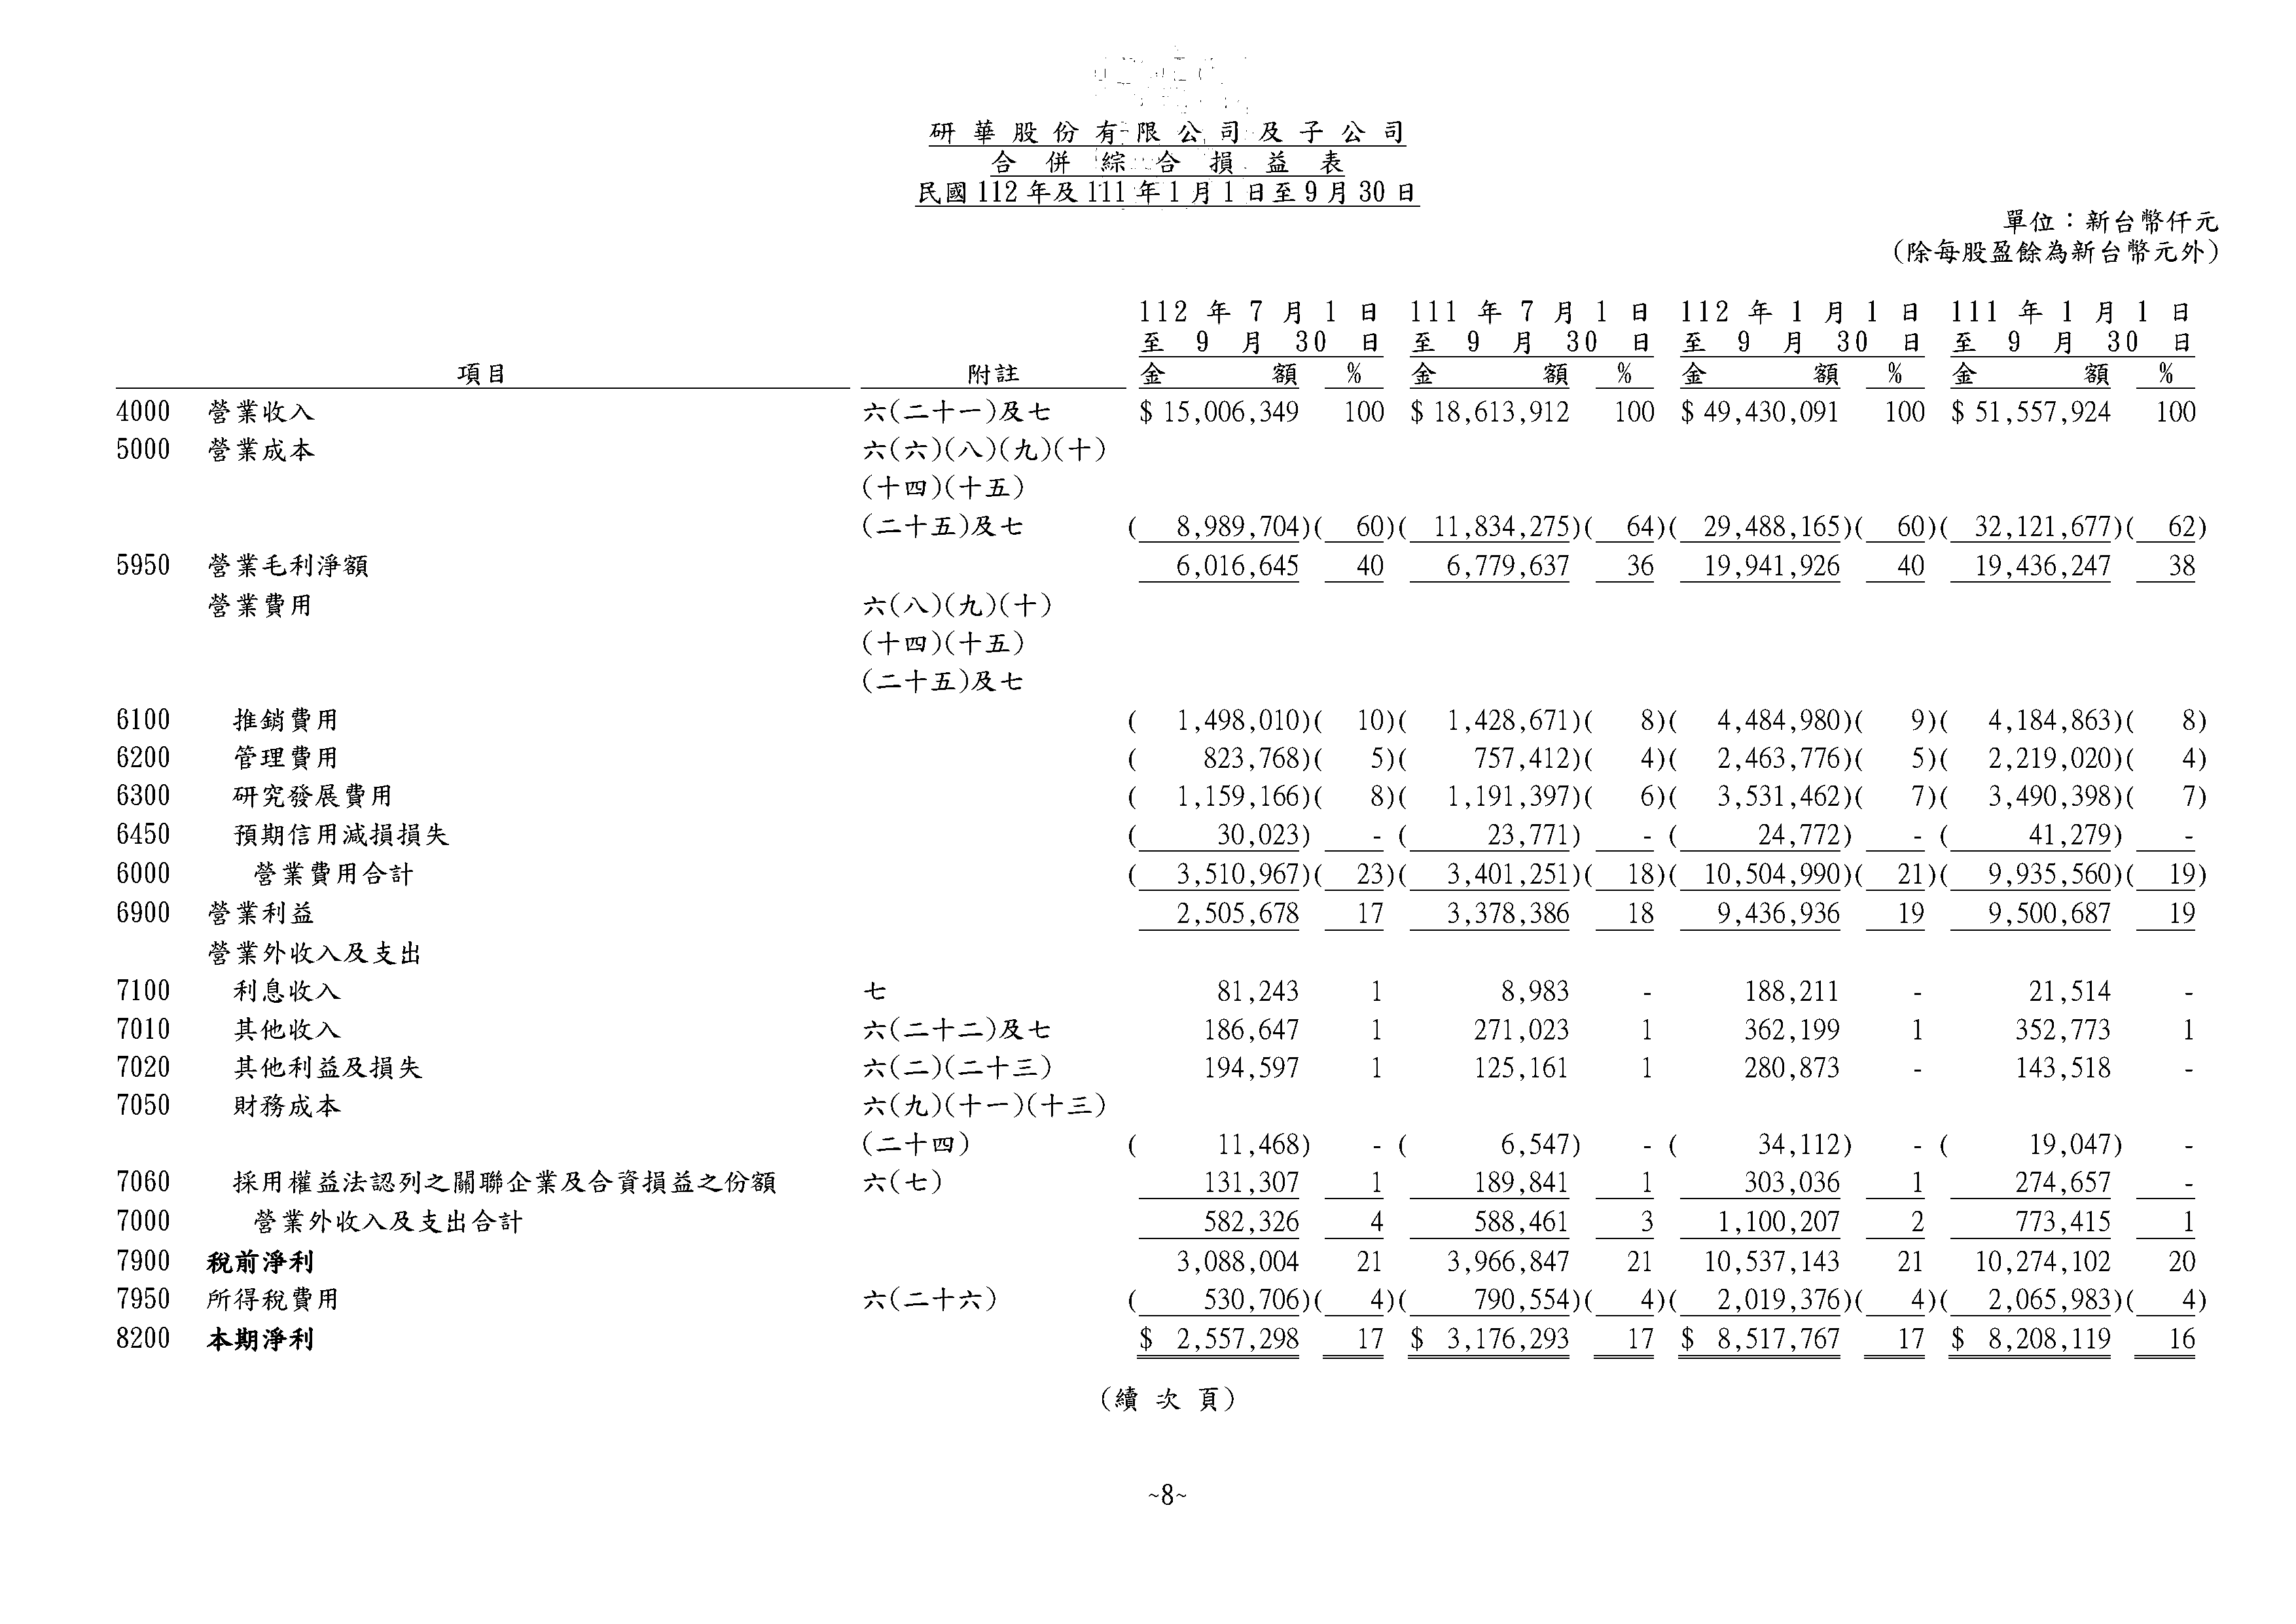 研華股份有限公司及子公司
合併綜合損益表
民國112年及111年1月1日至9月30日
單位：新台幣仟元
(除每股盈餘為新台幣元外)
112年7月1日 111年7月1日 112年1月1日 111年1月1日
至9月30日 至9月30日 至9月30日 至9月30日
項目 附註 金額 % 金額 % 金額 % 金額 %
4000 營業收入 六(二十一)及七 $ 15,006,349 100 $ 18,613,912 100 $ 49,430,091 100 $ 51,557,924 100
5000 營業成本 六(六)(八)(九)(十)
(十四)(十五)
(二十五)及七 ( 8,989,704)( 60)( 11,834,275)( 64)( 29,488,165)( 60)( 32,121,677)( 62)
5950 營業毛利淨額 6,016,645 40 6,779,637 36 19,941,926 40 19,436,247 38
營業費用 六(八)(九)(十)
(十四)(十五)
(二十五)及七
6100 推銷費用 ( 1,498,010)( 10)( 1,428,671)( 8)( 4,484,980)( 9)( 4,184,863)( 8)
6200 管理費用 ( 823,768)( 5)( 757,412)( 4)( 2,463,776)( 5)( 2,219,020)( 4)
6300 研究發展費用 ( 1,159,166)( 8)( 1,191,397)( 6)( 3,531,462)( 7)( 3,490,398)( 7)
6450 預期信用減損損失 ( 30,023) - ( 23,771) - ( 24,772) - ( 41,279) -
6000 營業費用合計 ( 3,510,967)( 23)( 3,401,251)( 18)( 10,504,990)( 21)( 9,935,560)( 19)
6900 營業利益 2,505,678 17 3,378,386 18 9,436,936 19 9,500,687 19
營業外收入及支出
7100 利息收入 七 81,243 1 8,983 - 188,211 - 21,514 -
7010 其他收入 六(二十二)及七 186,647 1 271,023 1 362,199 1 352,773 1
7020 其他利益及損失 六(二)(二十三) 194,597 1 125,161 1 280,873 - 143,518 -
7050 財務成本 六(九)(十一)(十三)
(二十四) ( 11,468) - ( 6,547) - ( 34,112) - ( 19,047) -
7060 採用權益法認列之關聯企業及合資損益之份額 六(七) 131,307 1 189,841 1 303,036 1 274,657 -
7000 營業外收入及支出合計 582,326 4 588,461 3 1,100,207 2 773,415 1
7900 稅前淨利 3,088,004 21 3,966,847 21 10,537,143 21 10,274,102 20
7950 所得稅費用 六(二十六) ( 530,706)( 4)( 790,554)( 4)( 2,019,376)( 4)( 2,065,983)( 4)
8200 本期淨利 $ 2,557,298 17 $ 3,176,293 17 $ 8,517,767 17 $ 8,208,119 16
(續次頁)
~8~